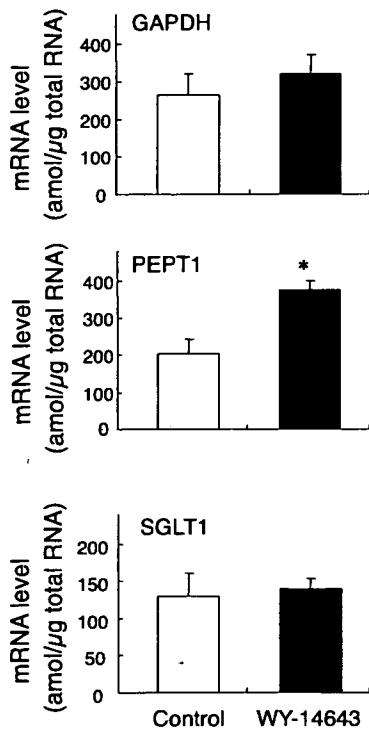 GAPDH
400
300
200
100
0
mRNA level
(amol/µg total RNA)
PEPT1
*
400
300
200
100
0
mRNA level
(amol/µg total RNA)
SGLT1
200
150
100
50
0
mRNA level
(amol/µg total RNA)
Control WY-14643